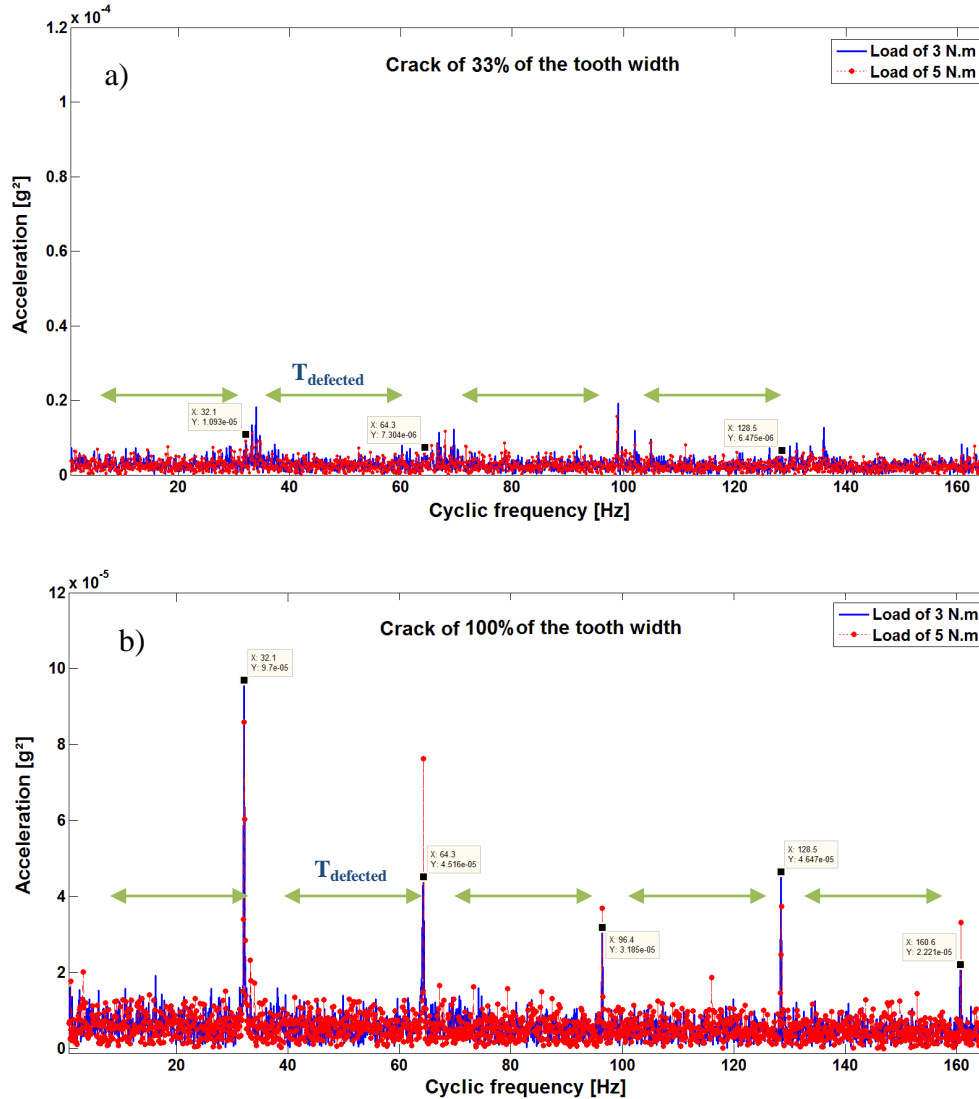 1.2 x 10⁻⁴
a)
Crack of 33% of the tooth width
Load of 3 N.m
Load of 5 N.m
1
0.8
0.6
0.4
0.2
0
Acceleration [g²]
T defected
X: 32.1
Y: 1.093e-05
X: 64.3
Y: 7.304e-06
X: 128.5
Y: 6.475e-06
20 40 60 80 100 120 140 160
Cyclic frequency [Hz]
12 x 10⁻⁵
b)
Crack of 100% of the tooth width
Load of 3 N.m
Load of 5 N.m
10
8
6
4
2
0
Acceleration [g²]
X: 32.1
Y: 9.7e-05
X: 64.3
Y: 4.516e-05
T defected
X: 96.4
Y: 3.185e-05
X: 128.5
Y: 4.647e-05
X: 160.6
Y: 2.221e-05
20 40 60 80 100 120 140 160
Cyclic frequency [Hz]